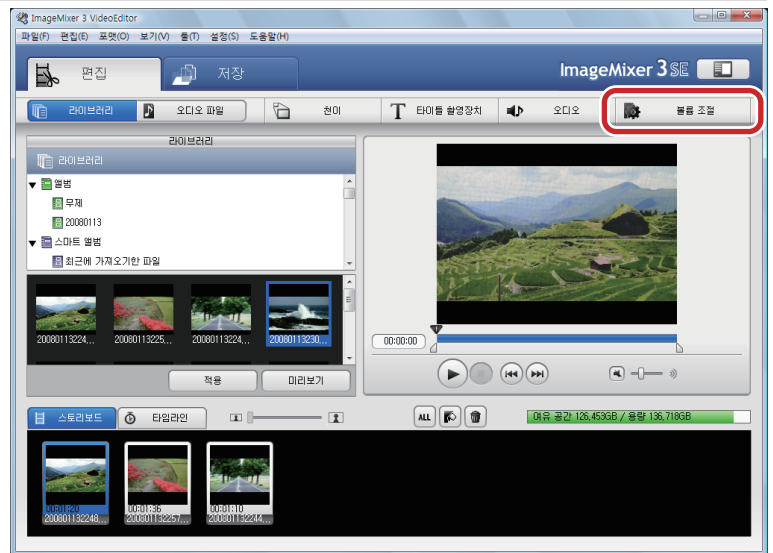 ImageMixer 3 VideoEditor
파일(F) 편집(E) 포맷(O) 보기(V) 툴(T) 설정(S) 도움말(H)
편집
저장
ImageMixer 3 SE
라이브러리
오디오 파일
천이
T 타이틀 촬영장치
오디오
볼륨 조절
라이브러리
라이브러리
앨범
무제
20080113
스마트 앨범
최근에 가져오기한 파일
20080113224... 20080113225... 20080113224... 20080113230...
적용
미리보기
00:00:00
스토리보드
타임라인
ALL
여유 공간 126,453GB / 용량 136,718GB
00:01:20 00:01:36 00:01:10
200801132248... 200801132257... 200801132244...